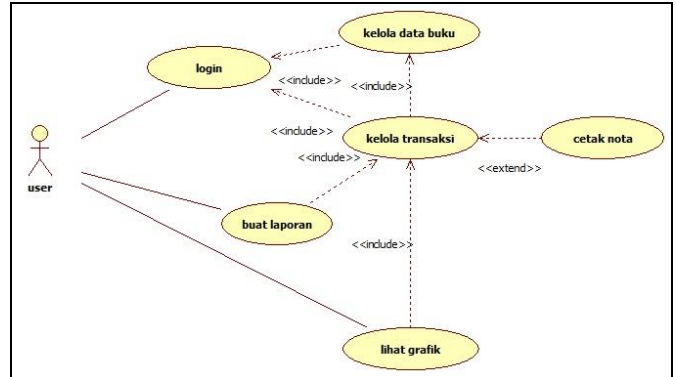 kelola data buku
login
<<include>>
<<include>>
<<include>>
kelola transaksi
cetak nota
<<include>>
<<extend>>
user
buat laporan
<<include>>
lihat grafik